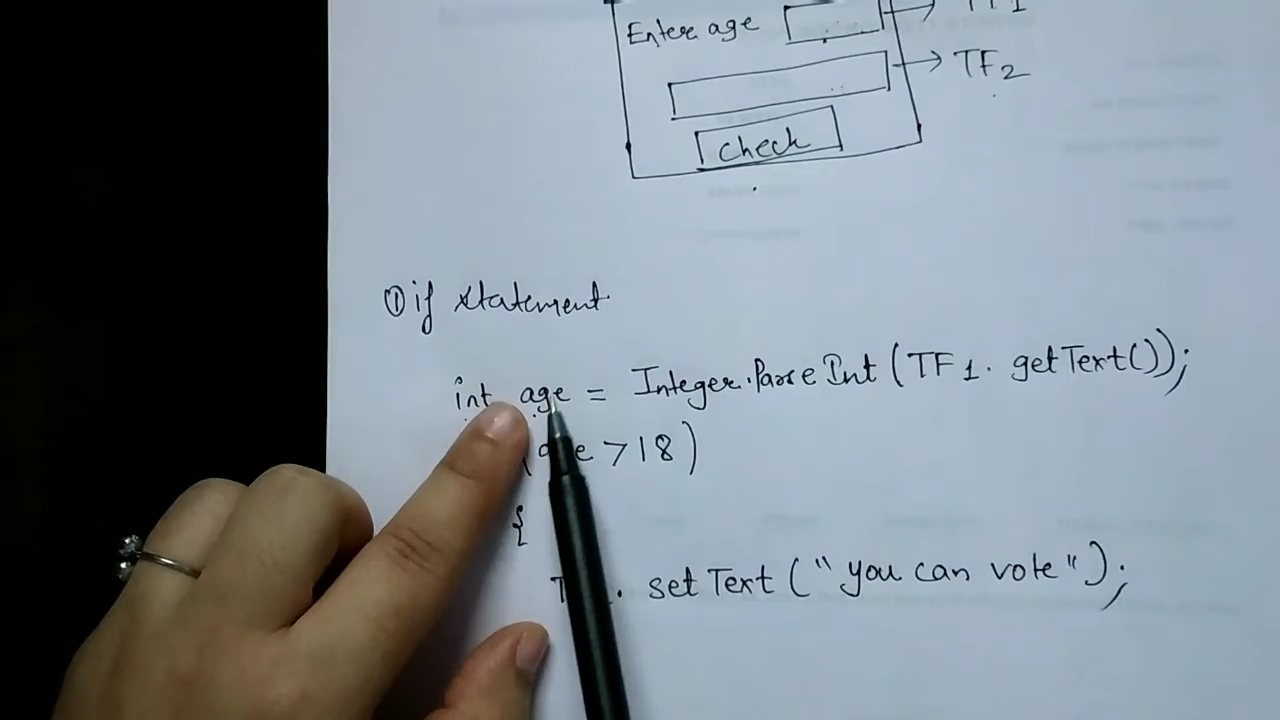 Enter age
→ TF2
check
① if statement
int age = Integer.ParseInt (TF1. getText());
>18)
{
. setText ("you can vote");